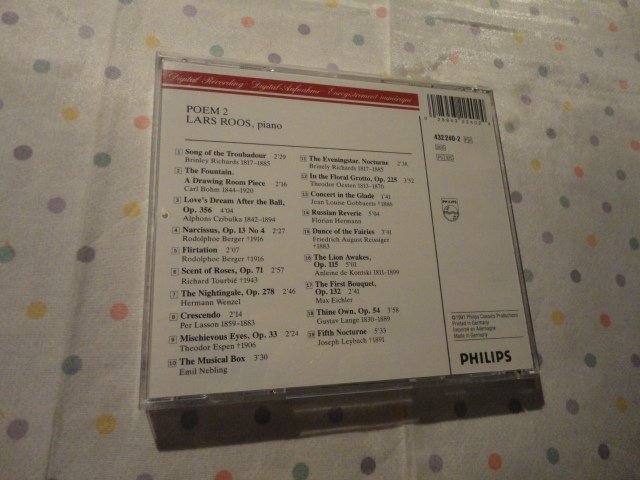 Digital Recording · Digital-Aufnahme · Enregistrement numérique
POEM 2
LARS ROOS, piano
1 Song of the Troubadour 2'29
Brinley Richards 1817-1885
2 The Fountain.
A Drawing Room Piece 2'16
Carl Bohm 1844-1920
3 Love's Dream After the Ball,
Op. 356 4'04
Alphons Czibulka 1842-1894
4 Narcissus, Op. 13 No 4 2'27
Rodolphoe Berger †1916
5 Flirtation 2'07
Rodolphoe Berger †1916
6 Scent of Roses, Op. 71 2'57
Richard Tourbié †1943
7 The Nightingale, Op. 278 2'46
Hermann Wenzel
8 Crescendo 2'14
Per Lasson 1859-1883
9 Mischievous Eyes, Op. 33 2'24
Theodor Espen †1906
10 The Musical Box 3'30
Emil Nebling
11 The Eveningstar. Nocturne 2'38
Brinely Richards 1817-1885
12 In the Floral Grotto, Op. 225 3'52
Theodor Oesten 1813-1870
13 Concert in the Glade 1'41
Jean Louise Gobbaerts †1886
14 Russian Reverie 5'04
Florian Hermann
15 Dance of the Fairies 3'41
Friedrich August Reissiger
†1883
16 The Lion Awakes,
Op. 115 5'01
Antleine de Kontski 1811-1899
17 The First Bouquet,
Op. 132 2'41
Max Eichler
18 Thine Own, Op. 54 3'58
Gustav Lange 1830-1889
19 Fifth Nocturne 5'33
Joseph Leybach †1891
432 240-2
PHILIPS
©1991 Philips Classics Productions
Printed in Germany
Imprimé en Allemagne
Made in Germany
PHILIPS